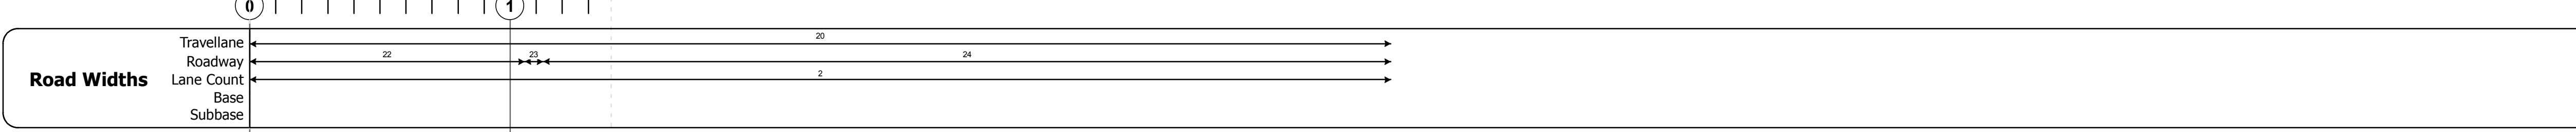 0 1
Travellane 20
Roadway 22 23 24
Road Widths Lane Count 2
Base
Subbase